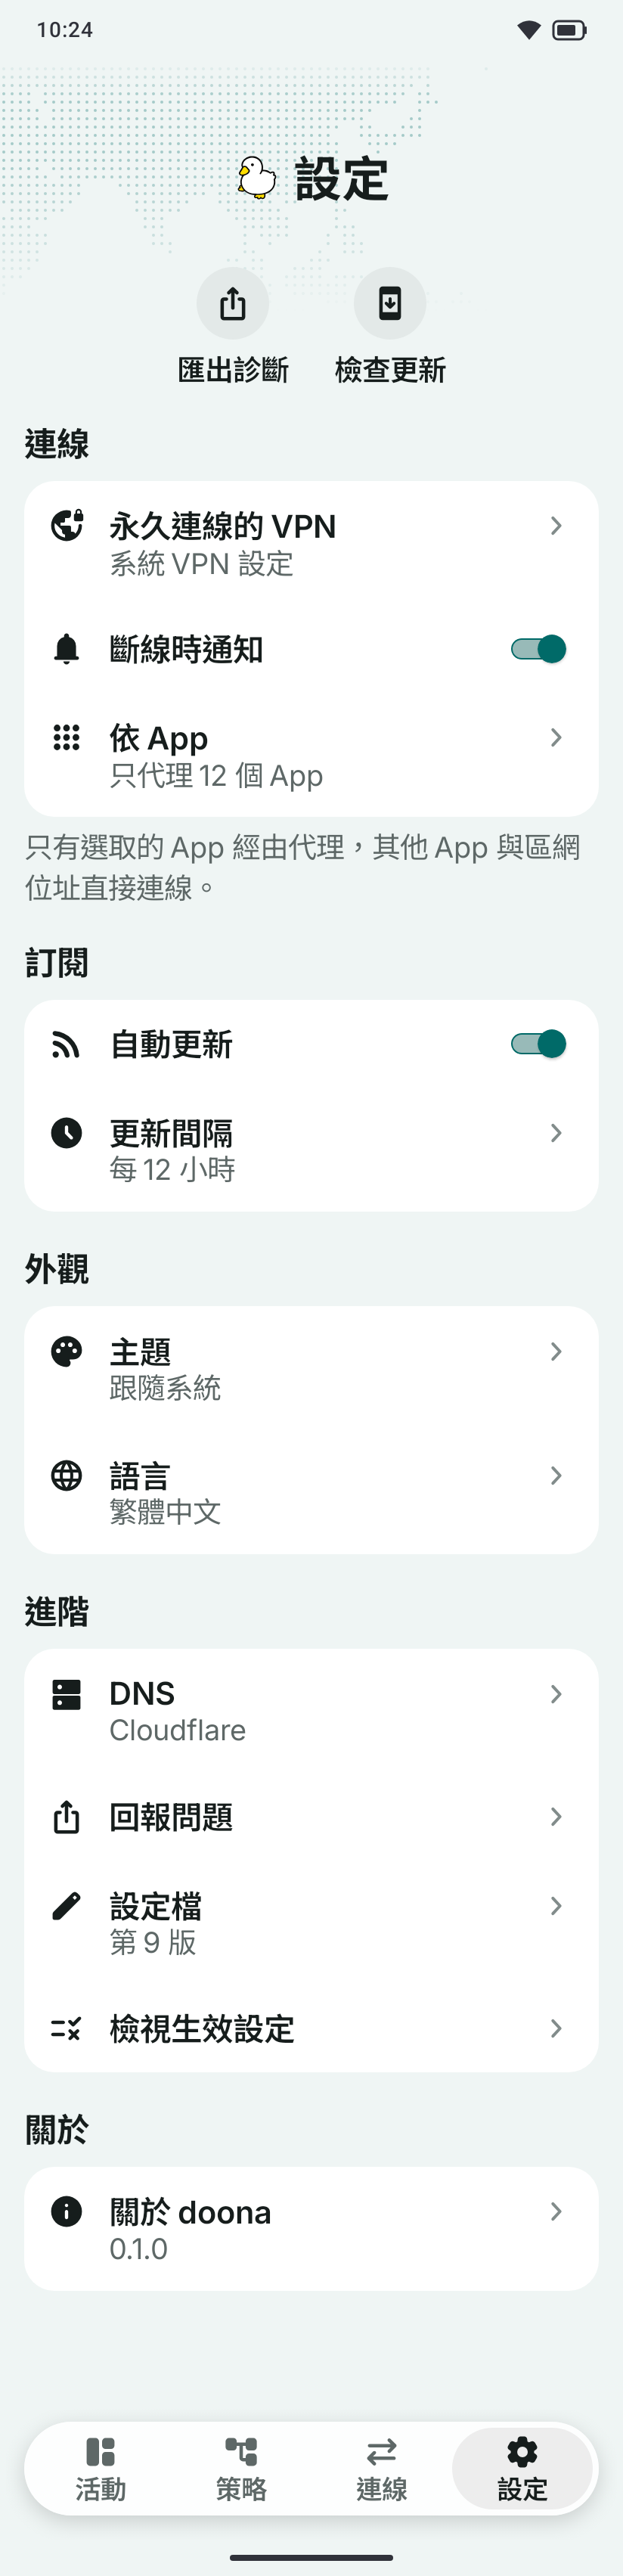 10:24
設定
匯出診斷
檢查更新
連線
永久連線的 VPN
系統 VPN 設定
斷線時通知
依 App
只代理 12 個 App
只有選取的 App 經由代理，其他 App 與區網
位址直接連線。
訂閱
自動更新
更新間隔
每 12 小時
外觀
主題
跟隨系統
語言
繁體中文
進階
DNS
Cloudflare
回報問題
設定檔
第 9 版
檢視生效設定
關於
關於 doona
0.1.0
活動
策略
連線
設定